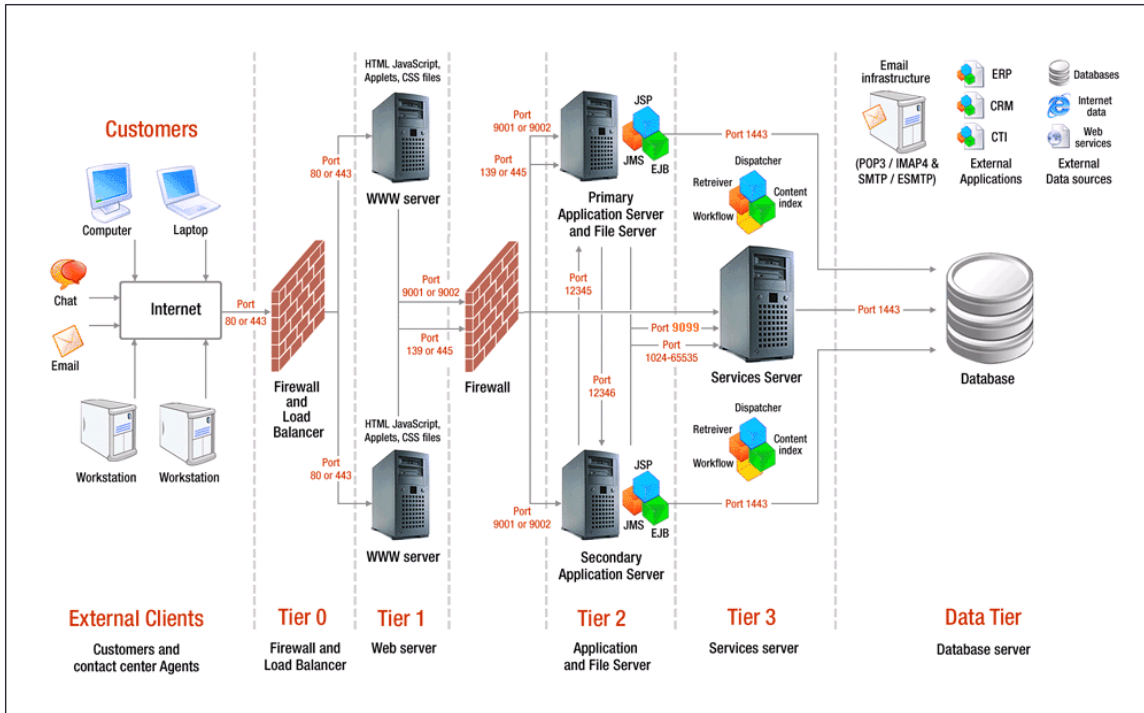 Customers
Computer
Laptop
Chat
Internet
Email
Workstation
Workstation
Port
80 or 443
Firewall
and
Load
Balancer
Port
80 or 443
Port
80 or 443
HTML JavaScript,
Applets, CSS files
WWW server
Port
9001 or 9002
Port
139 or 445
HTML JavaScript,
Applets, CSS files
WWW server
Firewall
Port
9001 or 9002
Port
139 or 445
JSP
JMS
EJB
Primary
Application Server
and File Server
Port
12345
Port
12346
Port
9001 or 9002
JSP
JMS
EJB
Secondary
Application Server
Port 1443
Dispatcher
Retreiver
Content
index
Workflow
Port 9099
Port
1024-65535
Services Server
Port 1443
Dispatcher
Retreiver
Content
index
Workflow
Port 1443
Email
infrastructure
(POP3 / IMAP4 &
SMTP / ESMTP)
ERP
CRM
CTI
External
Applications
Databases
Internet
data
Web
services
External
Data sources
Database
External Clients
Customers and
contact center Agents
Tier 0
Firewall and
Load Balancer
Tier 1
Web server
Tier 2
Application
and File Server
Tier 3
Services server
Data Tier
Database server